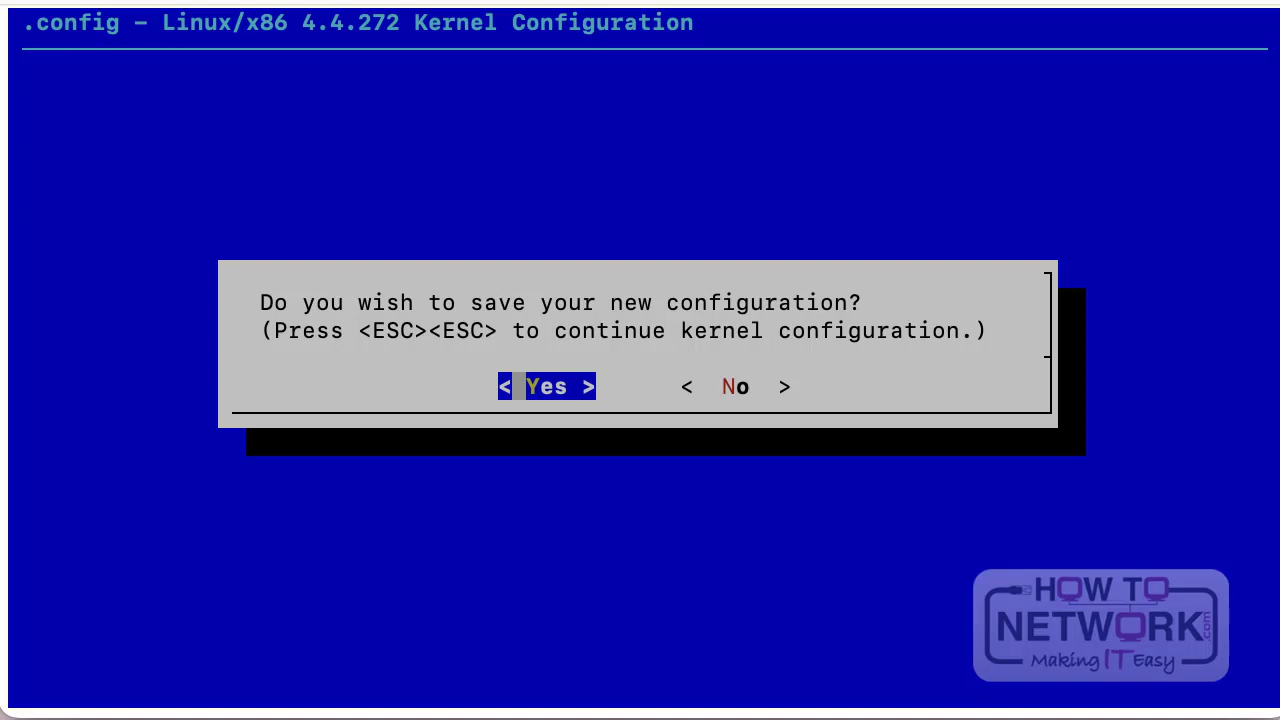 .config – Linux/x86 4.4.272 Kernel Configuration
Do you wish to save your new configuration?
(Press <ESC><ESC> to continue kernel configuration.)
< Yes > < No >
HOW TO
NETWORK.com
Making IT Easy